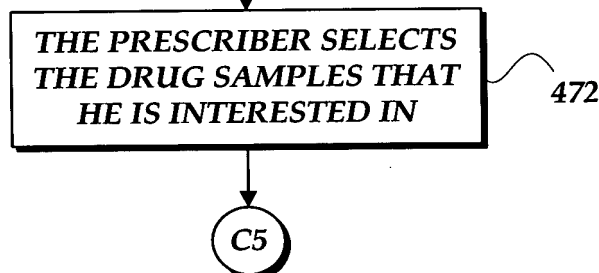 THE PRESCRIBER SELECTS
THE DRUG SAMPLES THAT
HE IS INTERESTED IN
472
C5